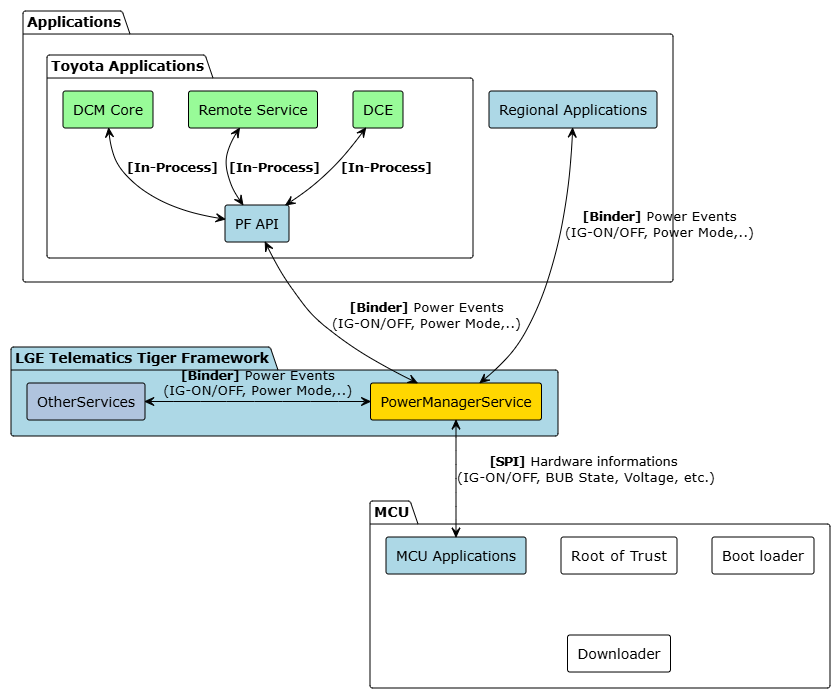 Applications
Toyota Applications
DCM Core
Remote Service
DCE
Regional Applications
[In-Process]
[In-Process]
[In-Process]
PF API
[Binder] Power Events
(IG-ON/OFF, Power Mode,..)
[Binder] Power Events
(IG-ON/OFF, Power Mode,..)
LGE Telematics Tiger Framework
[Binder] Power Events
(IG-ON/OFF, Power Mode,..)
OtherServices
PowerManagerService
[SPI] Hardware informations
(IG-ON/OFF, BUB State, Voltage, etc.)
MCU
MCU Applications
Root of Trust
Boot loader
Downloader